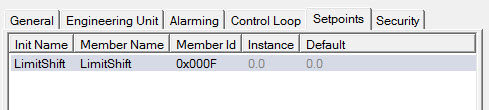 General Engineering Unit Alarming Control Loop Setpoints Security
Init Name Member Name Member Id Instance Default
LimitShift LimitShift 0x000F 0.0 0.0